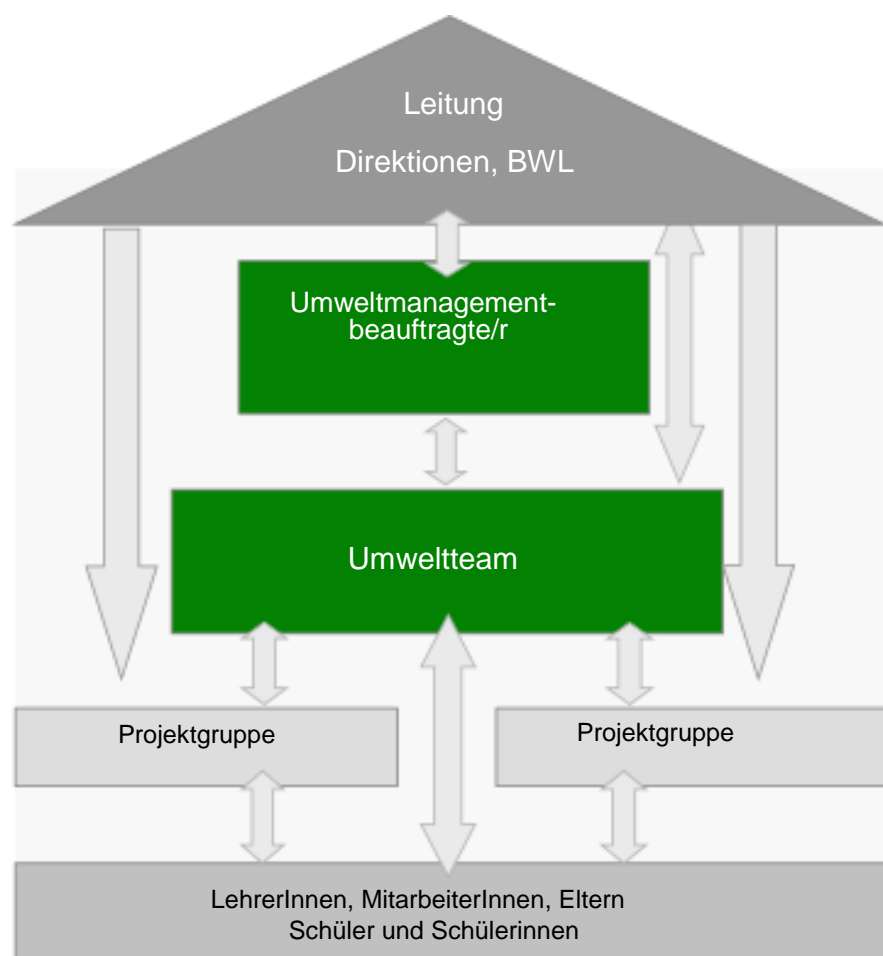 Leitung
Direktionen, BWL
Umweltmanagement-
beauftragte/r
Umweltteam
Projektgruppe
Projektgruppe
LehrerInnen, MitarbeiterInnen, Eltern
Schüler und Schülerinnen